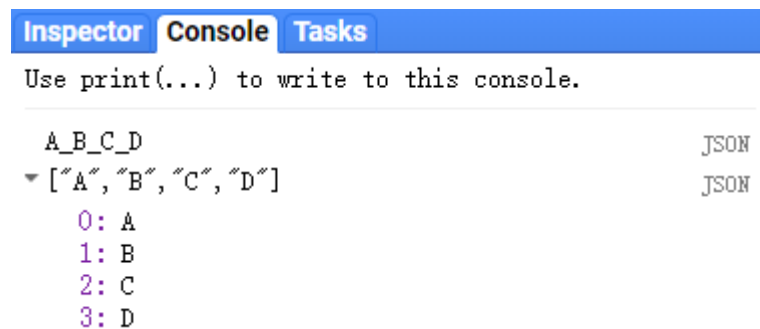 Inspector Console Tasks
Use print(...) to write to this console.
A_B_C_D JSON
["A","B","C","D"] JSON
0: A
1: B
2: C
3: D